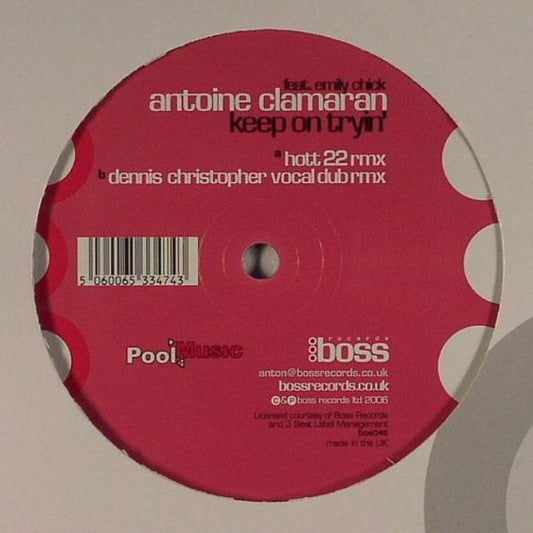 feat. emily chick
antoine clamaran
keep on tryin'
a hott 22 rmx
b dennis christopher vocal dub rmx
5 060065 334743
Pool Music
records
boss
anton@bossrecords.co.uk
bossrecords.co.uk
C & P boss records ltd 2006
Licensed courtesy of Boss Records
and 3 Beat Label Management
bos046
made in the UK